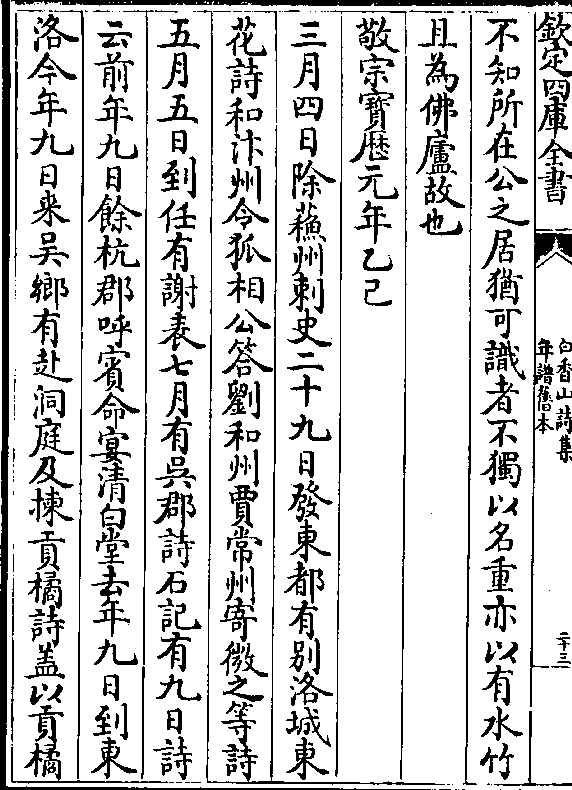 欽定四庫全書
白香山詩集
年譜舊本
二十三
不知所在公之居猶可識者不獨以名重亦以有水竹
且為佛廬故也
敬宗寶歴元年乙己
三月四日除蘓州刺史二十九日發東都有别洛城東
花詩和汴州令狐相公答劉和州賈常州寄微之等詩
五月五日到任有謝表七月有吳郡詩石記有九日詩
云前年九日餘杭郡呼賓命宴清白堂去年九日到東
洛今年九日来吳鄉有赴洞庭及揀貢橘詩盖以貢橘